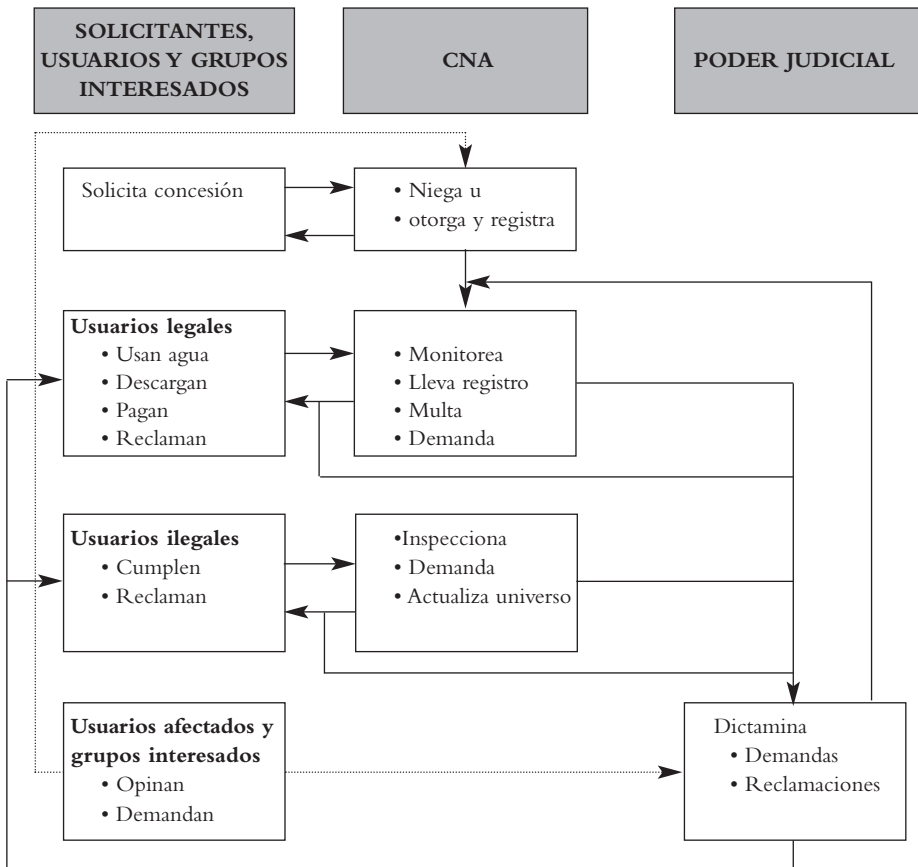 SOLICITANTES,
USUARIOS Y GRUPOS
INTERESADOS
CNA
PODER JUDICIAL
Solicita concesión
• Niega u
• otorga y registra
Usuarios legales
• Usan agua
• Descargan
• Pagan
• Reclaman
• Monitorea
• Lleva registro
• Multa
• Demanda
Usuarios ilegales
• Cumplen
• Reclaman
•Inspecciona
• Demanda
• Actualiza universo
Usuarios afectados y
grupos interesados
• Opinan
• Demandan
Dictamina
• Demandas
• Reclamaciones